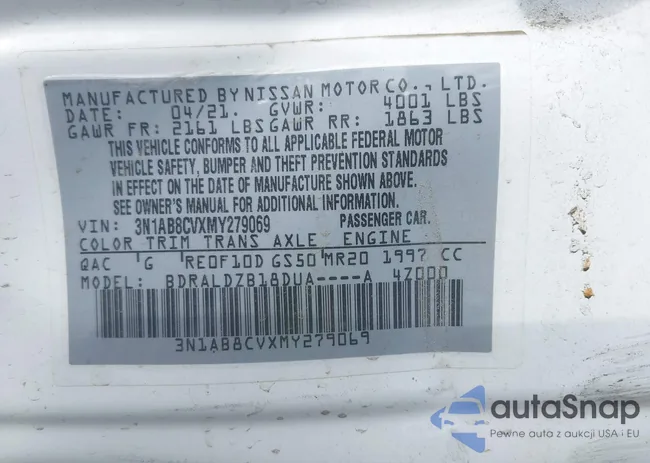 MANUFACTURED BY NISSAN MOTOR CO., LTD.
DATE: 04/21. GVWR: 4001 LBS
GAWR FR: 2161 LBS GAWR RR: 1863 LBS
THIS VEHICLE CONFORMS TO ALL APPLICABLE FEDERAL MOTOR
VEHICLE SAFETY, BUMPER AND THEFT PREVENTION STANDARDS
IN EFFECT ON THE DATE OF MANUFACTURE SHOWN ABOVE.
SEE OWNER'S MANUAL FOR ADDITIONAL INFORMATION.
VIN: 3N1AB8CVXMY279069 PASSENGER CAR.
COLOR TRIM TRANS AXLE ENGINE
QAC G RE0F10D GS50 MR20 1997 CC
MODEL: BDRALDZB18DUA----A 4Z000
3N1AB8CVXMY279069
autaSnap
Pewne auta z aukcji USA i EU